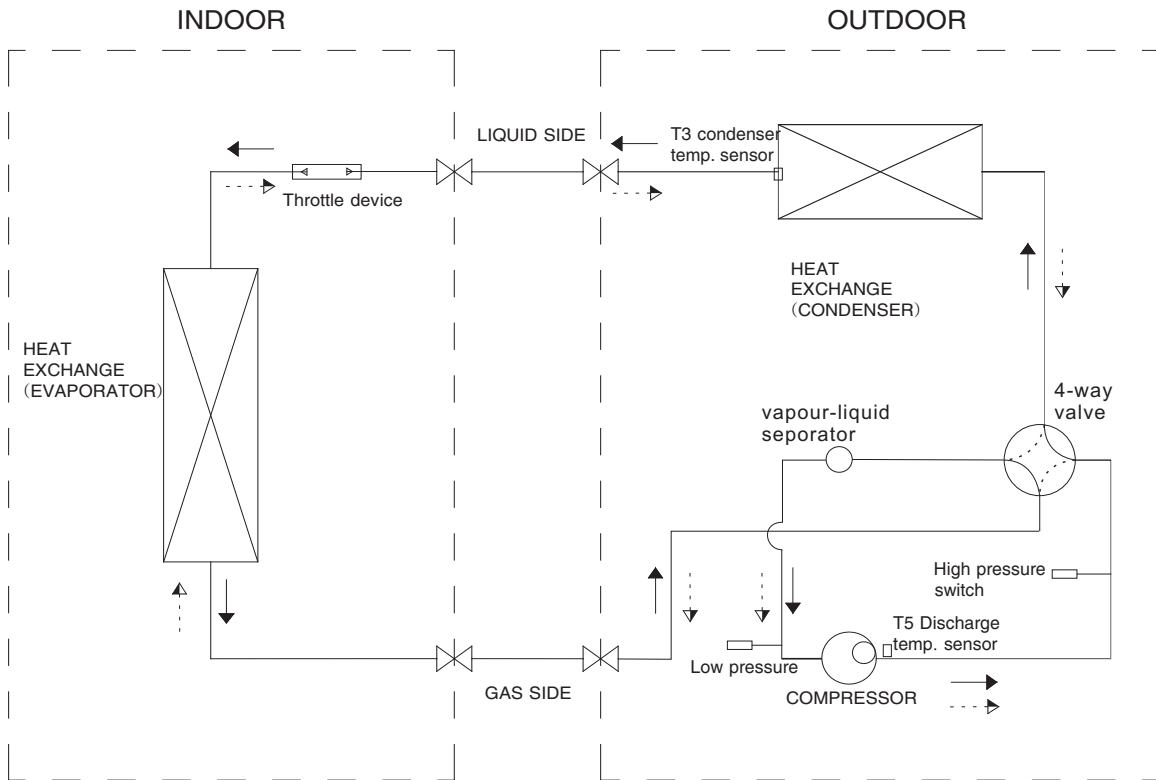 INDOOR
OUTDOOR
LIQUID SIDE
T3 condenser
temp. sensor
Throttle device
HEAT
EXCHANGE
(CONDENSER)
HEAT
EXCHANGE
(EVAPORATOR)
4-way
valve
vapour-liquid
seporator
High pressure
switch
T5 Discharge
temp. sensor
Low pressure
COMPRESSOR
GAS SIDE